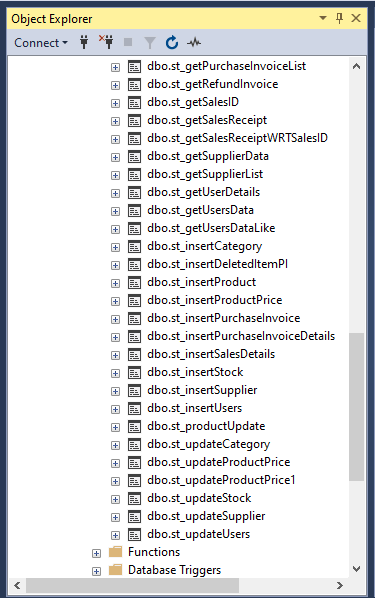 Object Explorer
Connect
dbo.st_getPurchaseInvoiceList
dbo.st_getRefundInvoice
dbo.st_getSalesID
dbo.st_getSalesReceipt
dbo.st_getSalesReceiptWRTSalesID
dbo.st_getSupplierData
dbo.st_getSupplierList
dbo.st_getUserDetails
dbo.st_getUsersData
dbo.st_getUsersDataLike
dbo.st_insertCategory
dbo.st_insertDeletedItemPI
dbo.st_insertProduct
dbo.st_insertProductPrice
dbo.st_insertPurchaseInvoice
dbo.st_insertPurchaseInvoiceDetails
dbo.st_insertSalesDetails
dbo.st_insertStock
dbo.st_insertSupplier
dbo.st_insertUsers
dbo.st_productUpdate
dbo.st_updateCategory
dbo.st_updateProductPrice
dbo.st_updateProductPrice1
dbo.st_updateStock
dbo.st_updateSupplier
dbo.st_updateUsers
Functions
Database Triggers